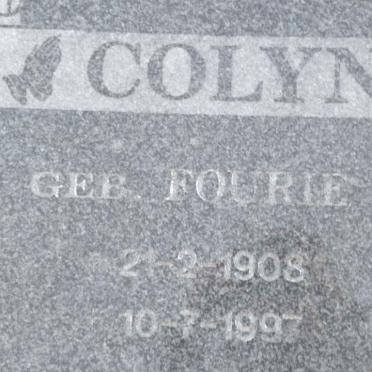 COLYN
GEB. FOURIE
21-2-1908
10-7-1997